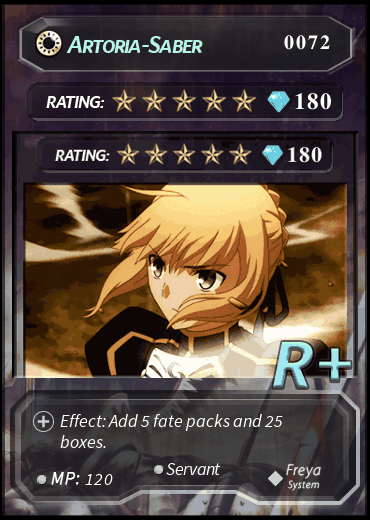 Artoria-Saber 0072
RATING: 180
RATING: 180
R+
Effect: Add 5 fate packs and 25
boxes.
MP: 120 Servant Freya
System